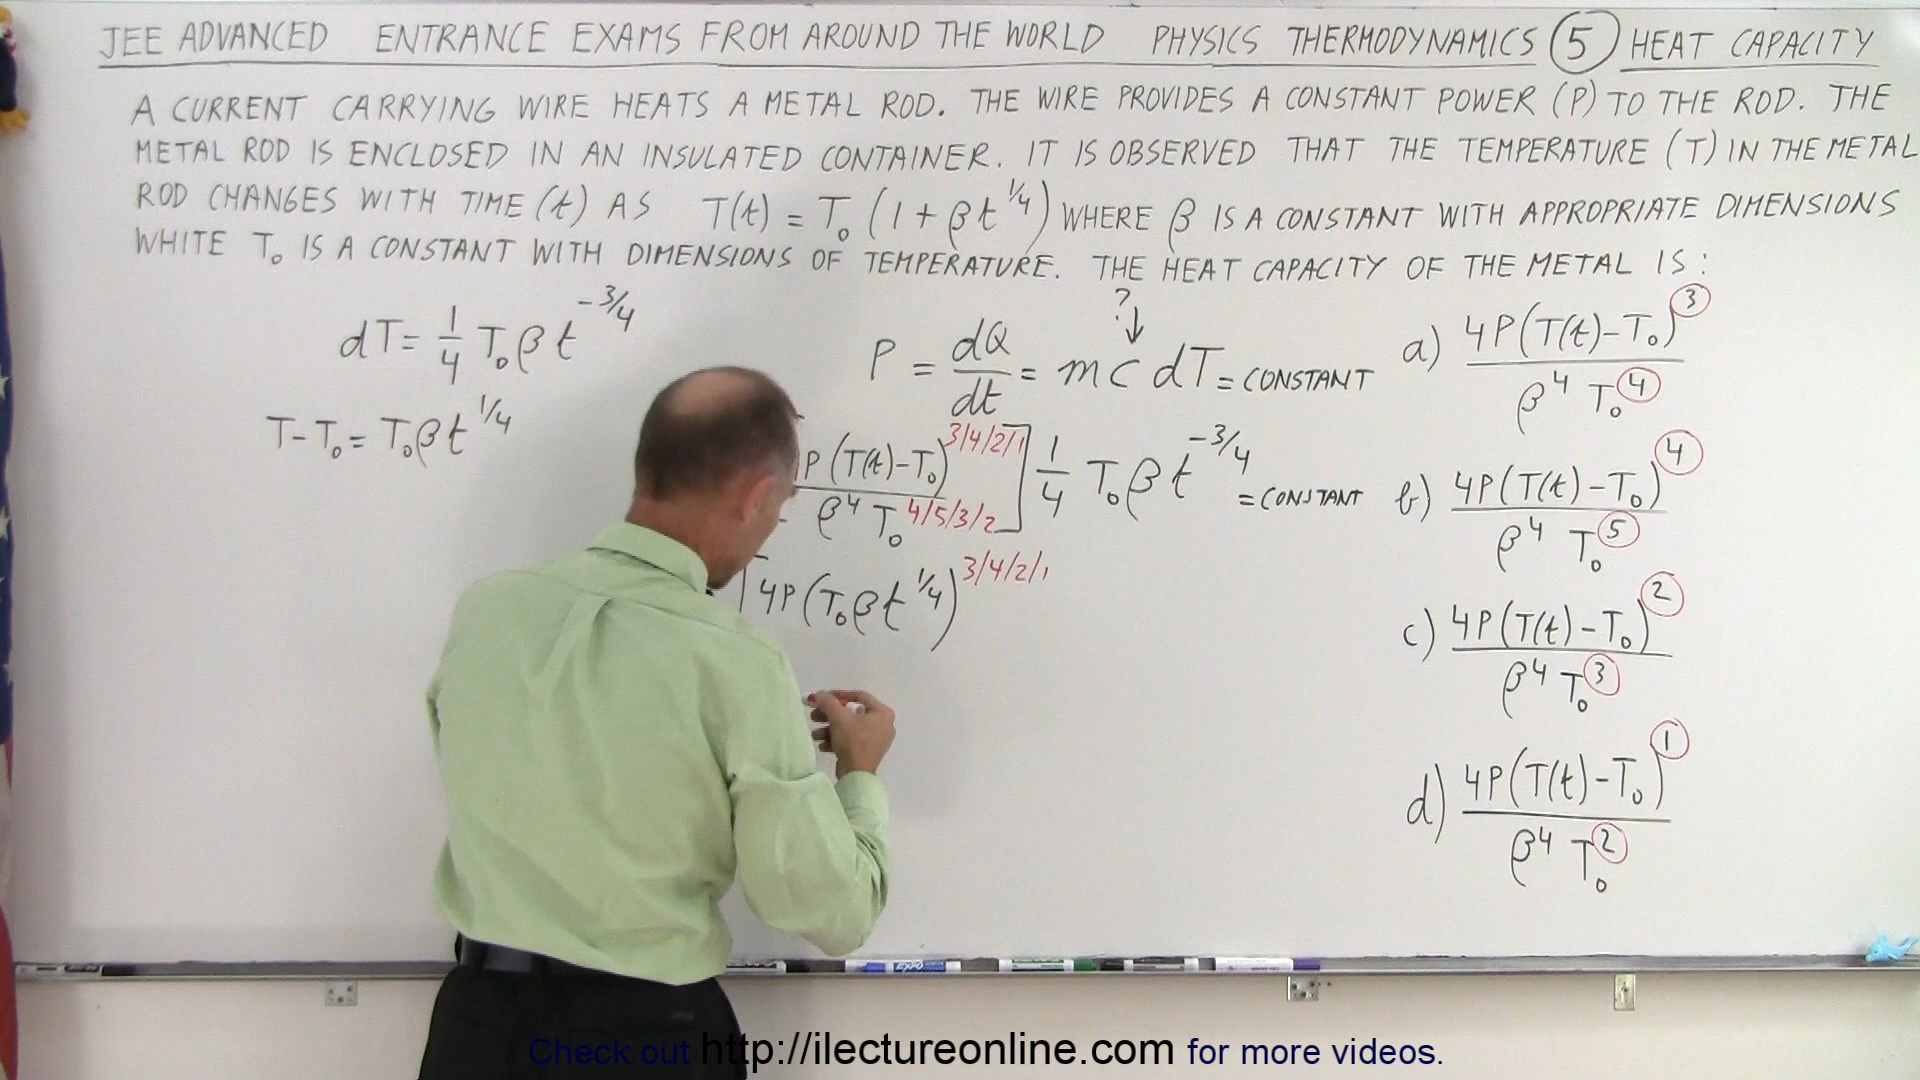 JEE ADVANCED ENTRANCE EXAMS FROM AROUND THE WORLD PHYSICS THERMODYNAMICS 5 HEAT CAPACITY
A CURRENT CARRYING WIRE HEATS A METAL ROD. THE WIRE PROVIDES A CONSTANT POWER (P) TO THE ROD. THE
METAL ROD IS ENCLOSED IN AN INSULATED CONTAINER. IT IS OBSERVED THAT THE TEMPERATURE (T) IN THE METAL
ROD CHANGES WITH TIME (t) AS T(t) = T₀ (1 + βt^1/4) WHERE β IS A CONSTANT WITH APPROPRIATE DIMENSIONS
WHITE T₀ IS A CONSTANT WITH DIMENSIONS OF TEMPERATURE. THE HEAT CAPACITY OF THE METAL IS:
dT = 1/4 T₀ β t^-3/4
T-T₀ = T₀βt^1/4
?
P = dQ/dt = mc dT = CONSTANT
P(T(t)-T₀)^3/4/2/1 / β^4 T₀^4/5/3/2 ] 1/4 T₀ β t^-3/4 = CONSTANT
[4P(T₀βt^1/4)^3/4/2/1
a) 4P(T(t)-T₀)^3 / β^4 T₀^4
b) 4P(T(t)-T₀)^4 / β^4 T₀^5
c) 4P(T(t)-T₀)^2 / β^4 T₀^3
d) 4P(T(t)-T₀)^1 / β^4 T₀^2
EXPO
Check out http://ilectureonline.com for more videos.